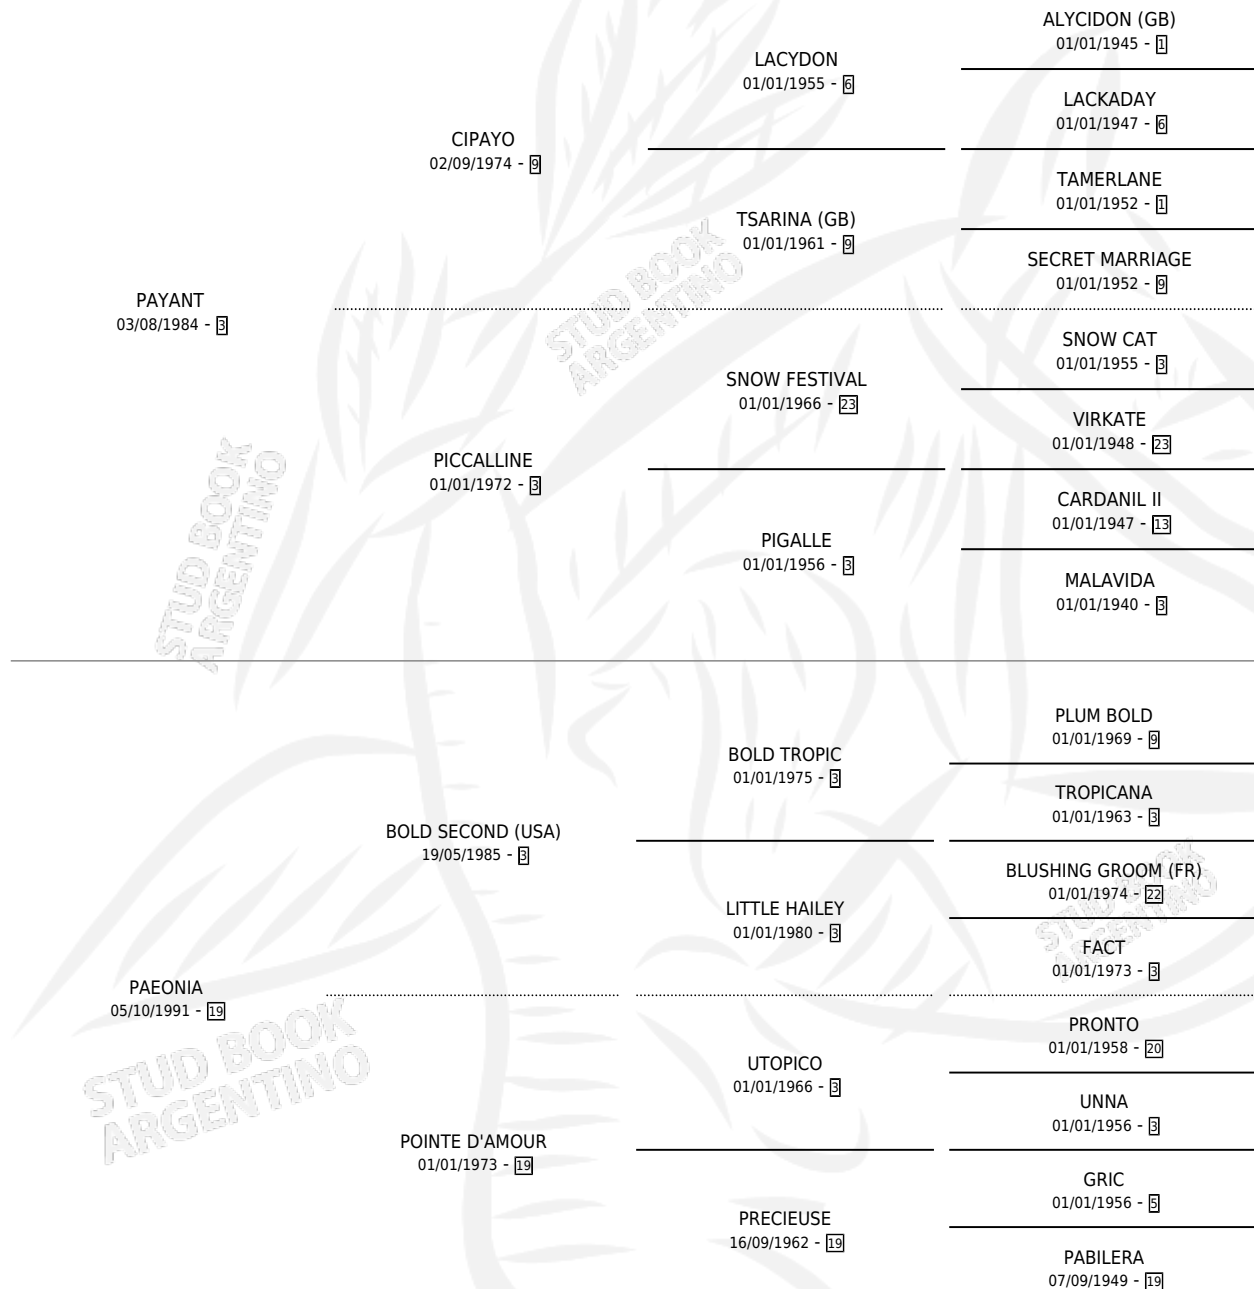 ALYCIDON (GB)
01/01/1945 - 1
LACYDON
01/01/1955 - 6
LACKADAY
01/01/1947 - 6
CIPAYO
02/09/1974 - 9
TAMERLANE
01/01/1952 - 1
TSARINA (GB)
01/01/1961 - 9
SECRET MARRIAGE
01/01/1952 - 9
PAYANT
03/08/1984 - 3
SNOW CAT
01/01/1955 - 3
SNOW FESTIVAL
01/01/1966 - 23
VIRKATE
01/01/1948 - 23
PICCALLINE
01/01/1972 - 3
CARDANIL II
01/01/1947 - 13
PIGALLE
01/01/1956 - 3
MALAVIDA
01/01/1940 - 3
PLUM BOLD
01/01/1969 - 9
BOLD TROPIC
01/01/1975 - 3
TROPICANA
01/01/1963 - 3
BOLD SECOND (USA)
19/05/1985 - 3
BLUSHING GROOM (FR)
01/01/1974 - 22
LITTLE HAILEY
01/01/1980 - 3
FACT
01/01/1973 - 3
PAEONIA
05/10/1991 - 19
PRONTO
01/01/1958 - 20
UTOPICO
01/01/1966 - 3
UNNA
01/01/1956 - 3
POINTE D'AMOUR
01/01/1973 - 19
GRIC
01/01/1956 - 5
PRECIEUSE
16/09/1962 - 19
PABILERA
07/09/1949 - 19
STUD BOOK
ARGENTINO
STUD BOOK
ARGENTINO
STUD BOOK
ARGENTINO
STUD BOOK
ARGENTINO